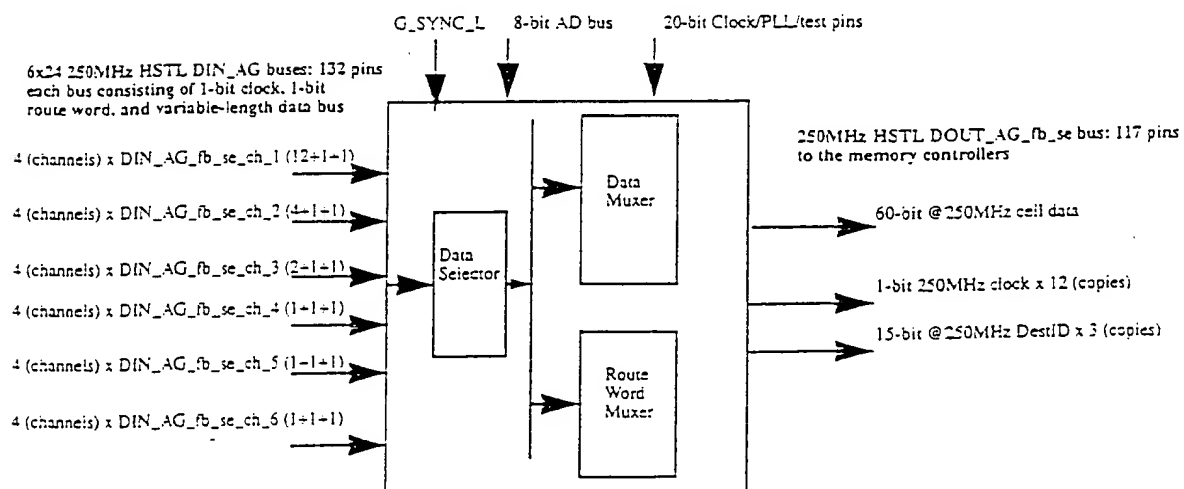 G_SYNC_L
8-bit AD bus
20-bit Clock/PLL/test pins
6x24 250MHz HSTL DIN_AG buses: 132 pins
each bus consisting of 1-bit clock, 1-bit
route word, and variable-length data bus
4 (channels) x DIN_AG_fb_se_ch_1 (12+1+1)
4 (channels) x DIN_AG_fb_se_ch_2 (4+1+1)
4 (channels) x DIN_AG_fb_se_ch_3 (2+1+1)
4 (channels) x DIN_AG_fb_se_ch_4 (1+1+1)
4 (channels) x DIN_AG_fb_se_ch_5 (1+1+1)
4 (channels) x DIN_AG_fb_se_ch_6 (1+1+1)
Data
Selector
Data
Muxer
Route
Word
Muxer
250MHz HSTL DOUT_AG_fb_se bus: 117 pins
to the memory controllers
60-bit @250MHz cell data
1-bit 250MHz clock x 12 (copies)
15-bit @250MHz DestID x 3 (copies)